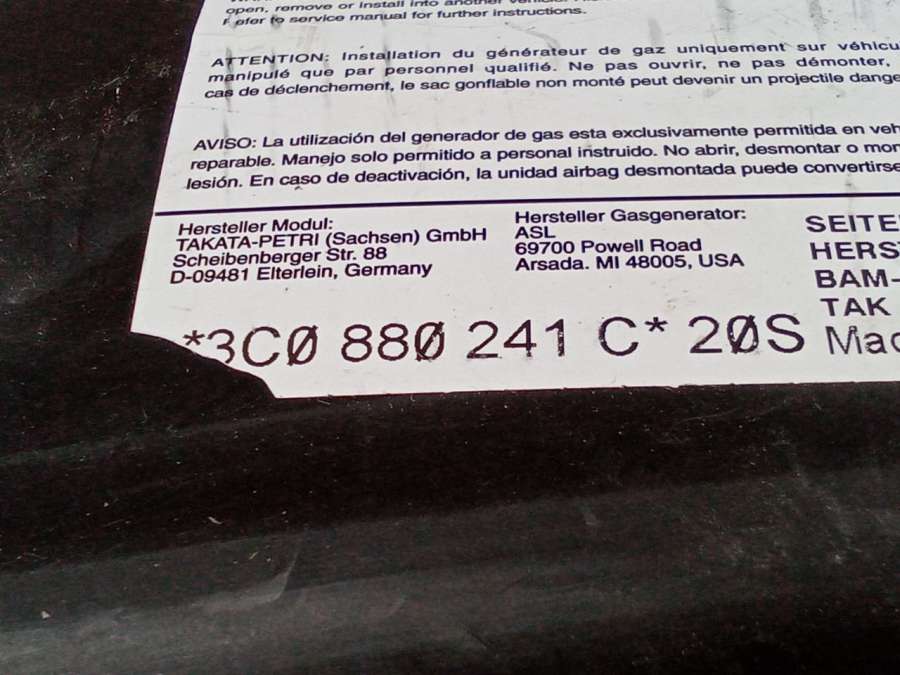 open, remove or install into another
Refer to service manual for further instructions.
ATTENTION: Installation du générateur de gaz uniquement sur véhicu
manipulé que par personnel qualifié. Ne pas ouvrir, ne pas démonter,
cas de déclenchement, le sac gonflable non monté peut devenir un projectile dange
AVISO: La utilización del generador de gas esta exclusivamente permitida en veh
reparable. Manejo solo permitido a personal instruido. No abrir, desmontar o mon
lesión. En caso de deactivación, la unidad airbag desmontada puede convertirse
Hersteller Modul:
TAKATA-PETRI (Sachsen) GmbH
Scheibenberger Str. 88
D-09481 Elterlein, Germany
Hersteller Gasgenerator:
ASL
69700 Powell Road
Arsada. MI 48005, USA
SEITE
HERS
BAM-
TAK
Mad
*3C0 880 241 C* 20S